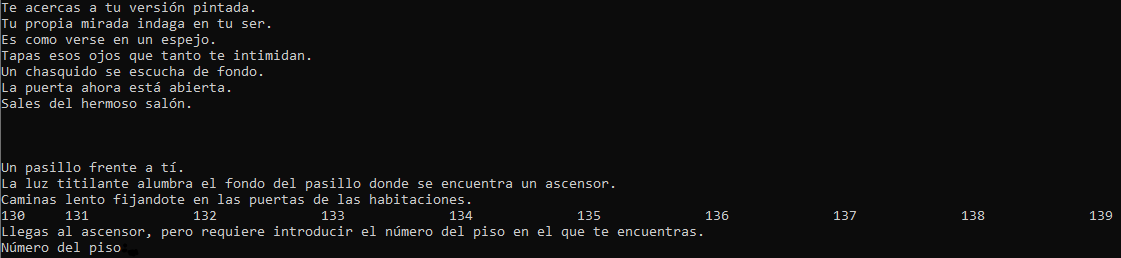 Te acercas a tu versión pintada.
Tu propia mirada indaga en tu ser.
Es como verse en un espejo.
Tapas esos ojos que tanto te intimidan.
Un chasquido se escucha de fondo.
La puerta ahora está abierta.
Sales del hermoso salón.
Un pasillo frente a tí.
La luz titilante alumbra el fondo del pasillo donde se encuentra un ascensor.
Caminas lento fijandote en las puertas de las habitaciones.
130 131 132 133 134 135 136 137 138 139
Llegas al ascensor, pero requiere introducir el número del piso en el que te encuentras.
Número del piso